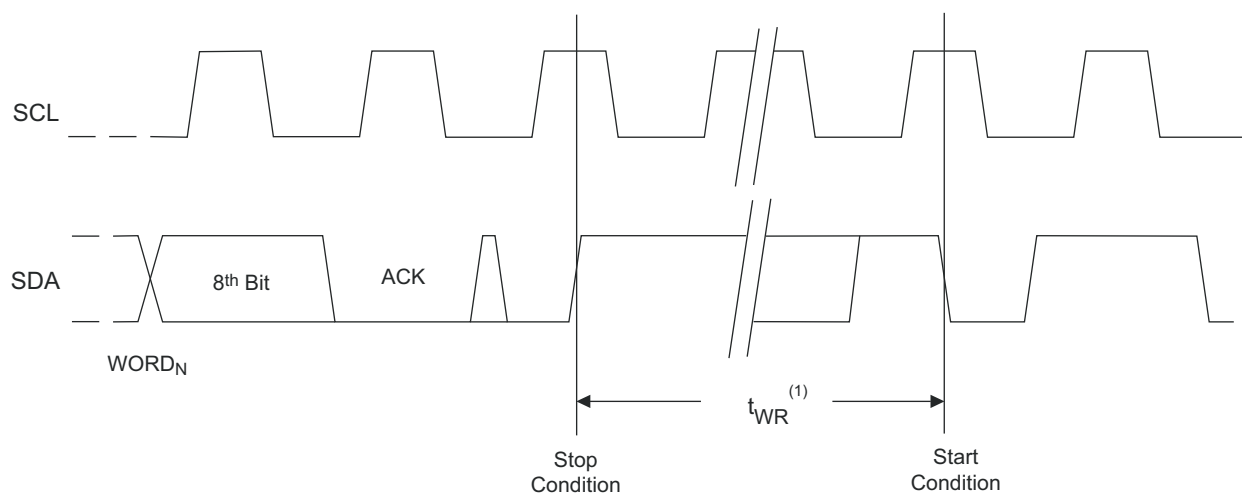 SCL
SDA
8th Bit
ACK
WORDN
tWR(1)
Stop
Condition
Start
Condition